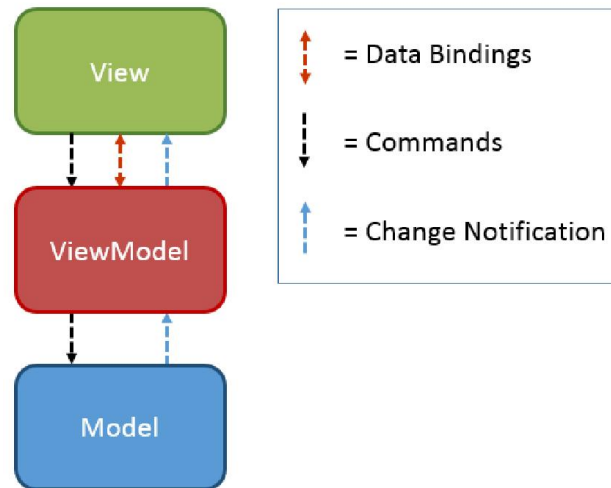 View
ViewModel
Model
= Data Bindings
= Commands
= Change Notification